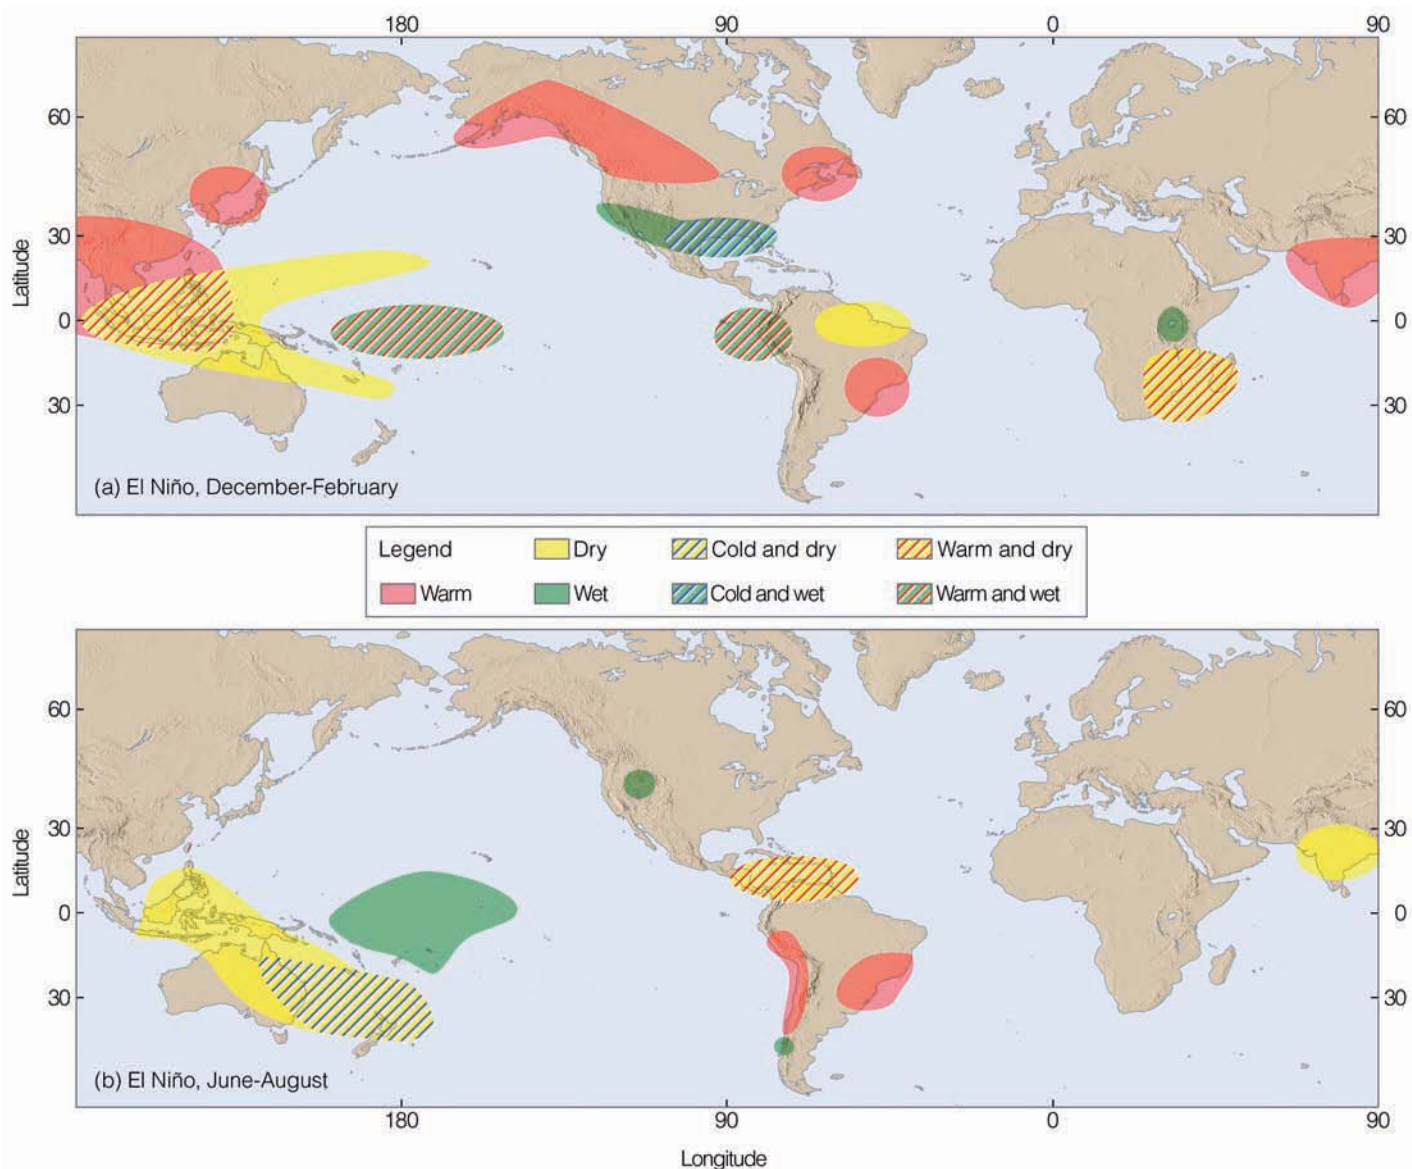 180 90 0 90
60 60
30 30
Latitude
0 0
30 30
(a) El Niño, December-February
Legend Dry Cold and dry Warm and dry
Warm Wet Cold and wet Warm and wet
60 60
30 30
Latitude
0 0
30 30
(b) El Niño, June-August
180 90 0 90
Longitude